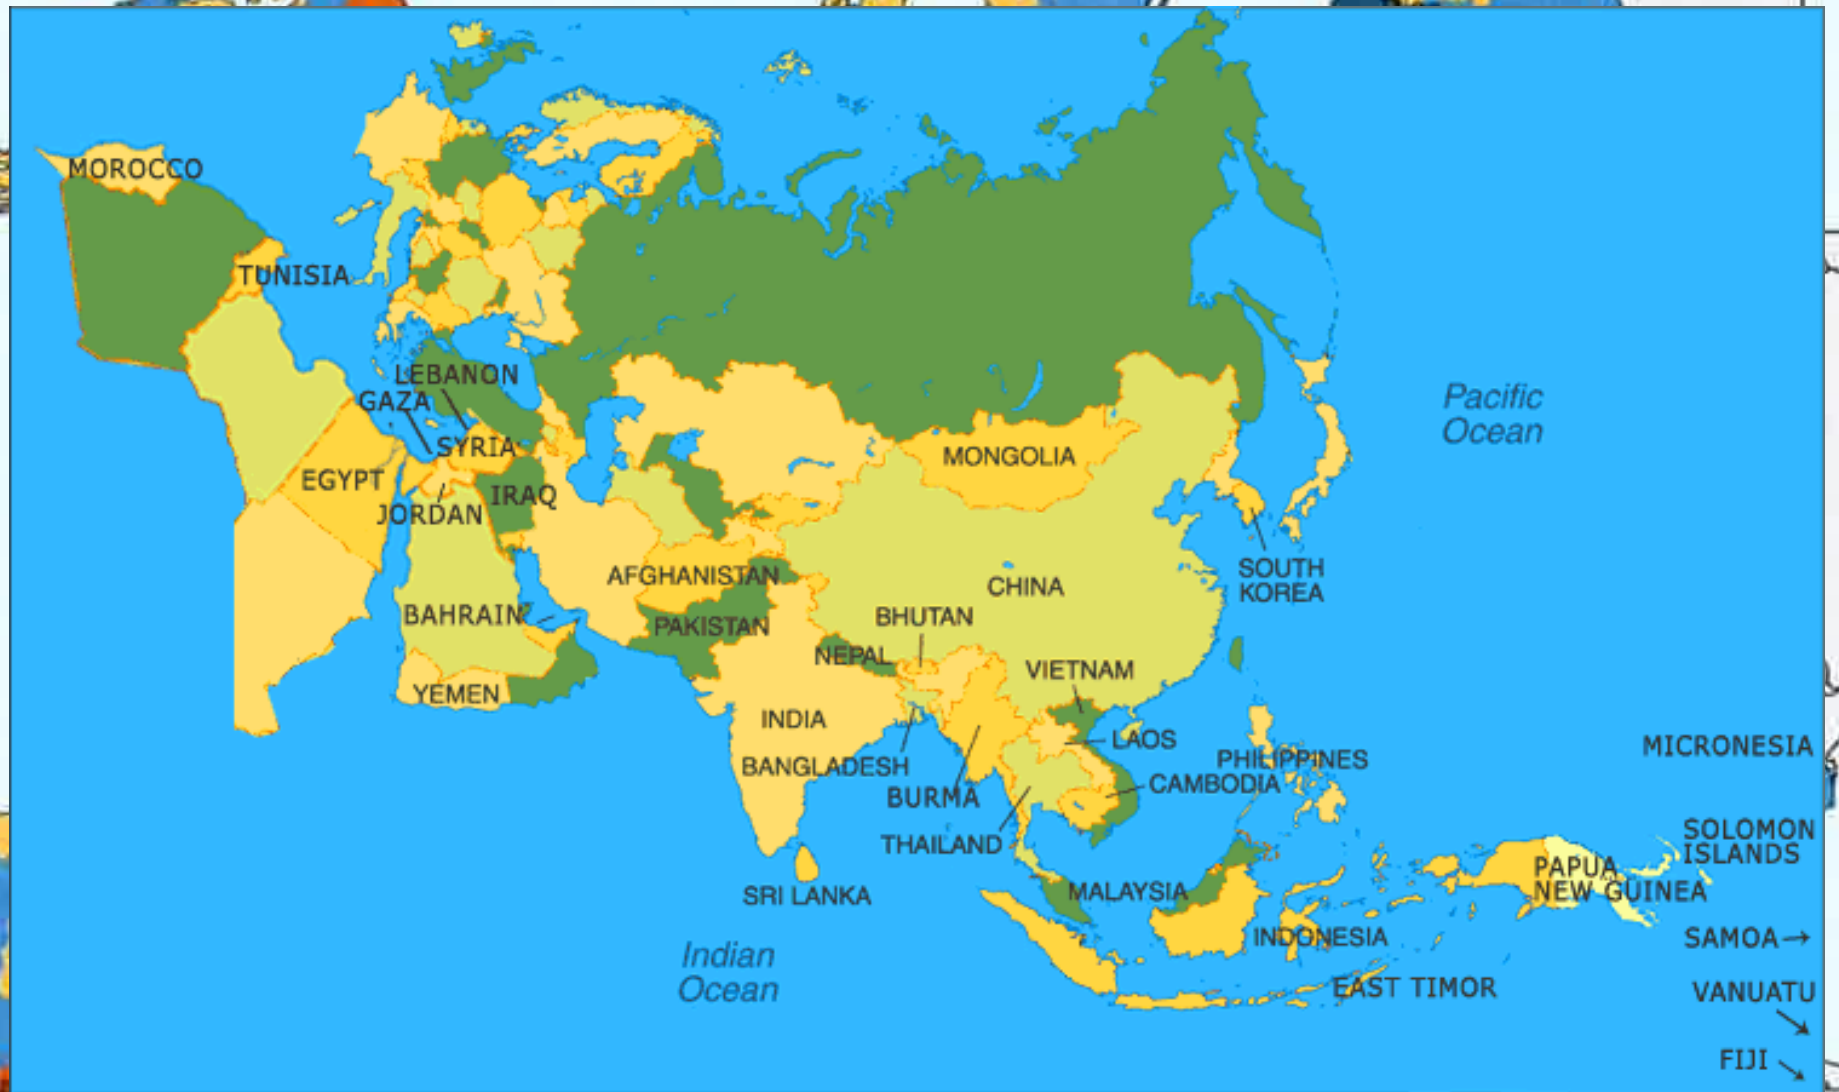 MOROCCO
TUNISIA
LEBANON
GAZA
SYRIA
EGYPT
IRAQ
JORDAN
MONGOLIA
Pacific
Ocean
AFGHANISTAN
CHINA
SOUTH
KOREA
BAHRAIN
PAKISTAN
BHUTAN
NEPAL
VIETNAM
YEMEN
INDIA
LAOS
MICRONESIA
BANGLADESH
PHILIPPINES
CAMBODIA
BURMA
THAILAND
SOLOMON
ISLANDS
SRI LANKA
MALAYSIA
PAPUA
NEW GUINEA
INDONESIA
SAMOA
Indian
Ocean
EAST TIMOR
VANUATU
FIJI